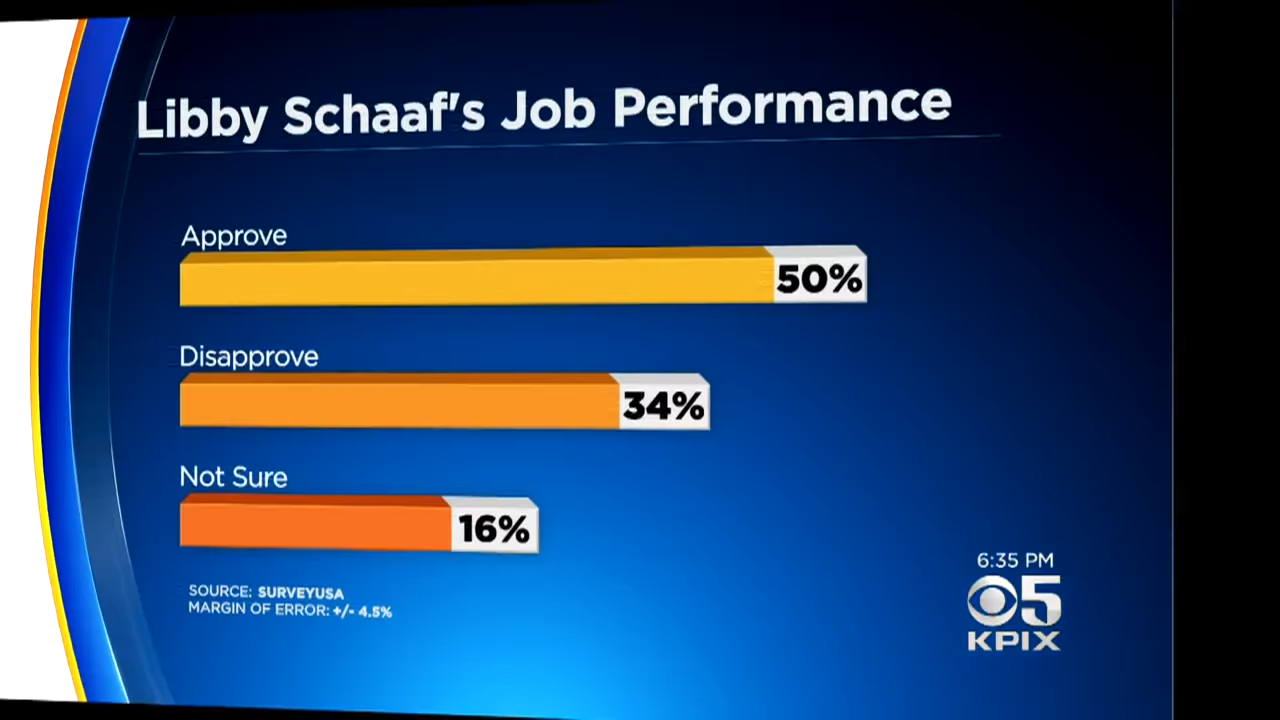 Libby Schaaf's Job Performance
Approve
50%
Disapprove
34%
Not Sure
16%
SOURCE: SURVEYUSA
MARGIN OF ERROR: +/- 4.5%
6:35 PM
5
KPIX